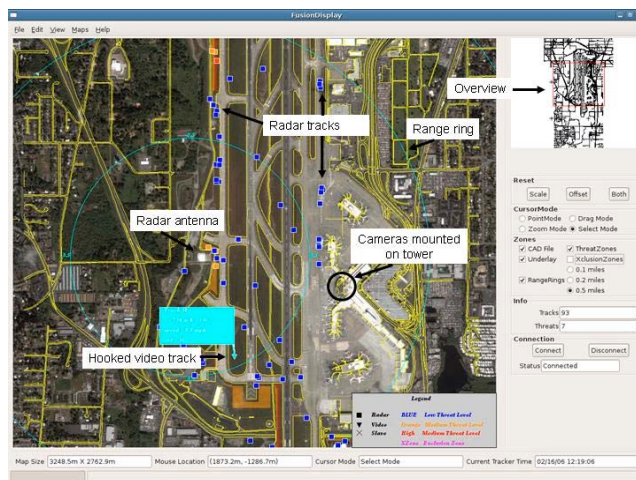 FusionDisplay
File Edit View Maps Help
Overview
Radar tracks
Range ring
Radar antenna
Cameras mounted
on tower
Hooked video track
Reset
Scale Offset Both
CursorMode
PointMode Drag Mode
Zoom Mode Select Mode
Zones
CAD File ThreatZones
Underlay XclusionZones
0.1 miles
RangeRings 0.2 miles
0.5 miles
Info
Tracks 93
Threats 7
Connection
Connect Disconnect
Status Connected
Legend
Radar BLUE Low Threat Level
Video Orange Medium Threat Level
Slave High Medium Threat Level
XZone Exclusion Zone
Map Size 3248.5m X 2762.9m Mouse Location (1873.2m, -1286.7m) Cursor Mode Select Mode Current Tracker Time 02/16/06 12:19:06